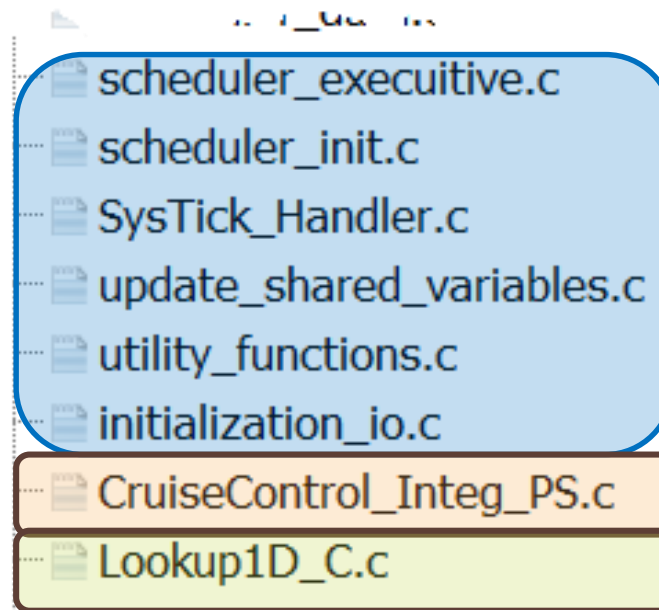 scheduler_execuitive.c
scheduler_init.c
SysTick_Handler.c
update_shared_variables.c
utility_functions.c
initialization_io.c
CruiseControl_Integ_PS.c
Lookup1D_C.c